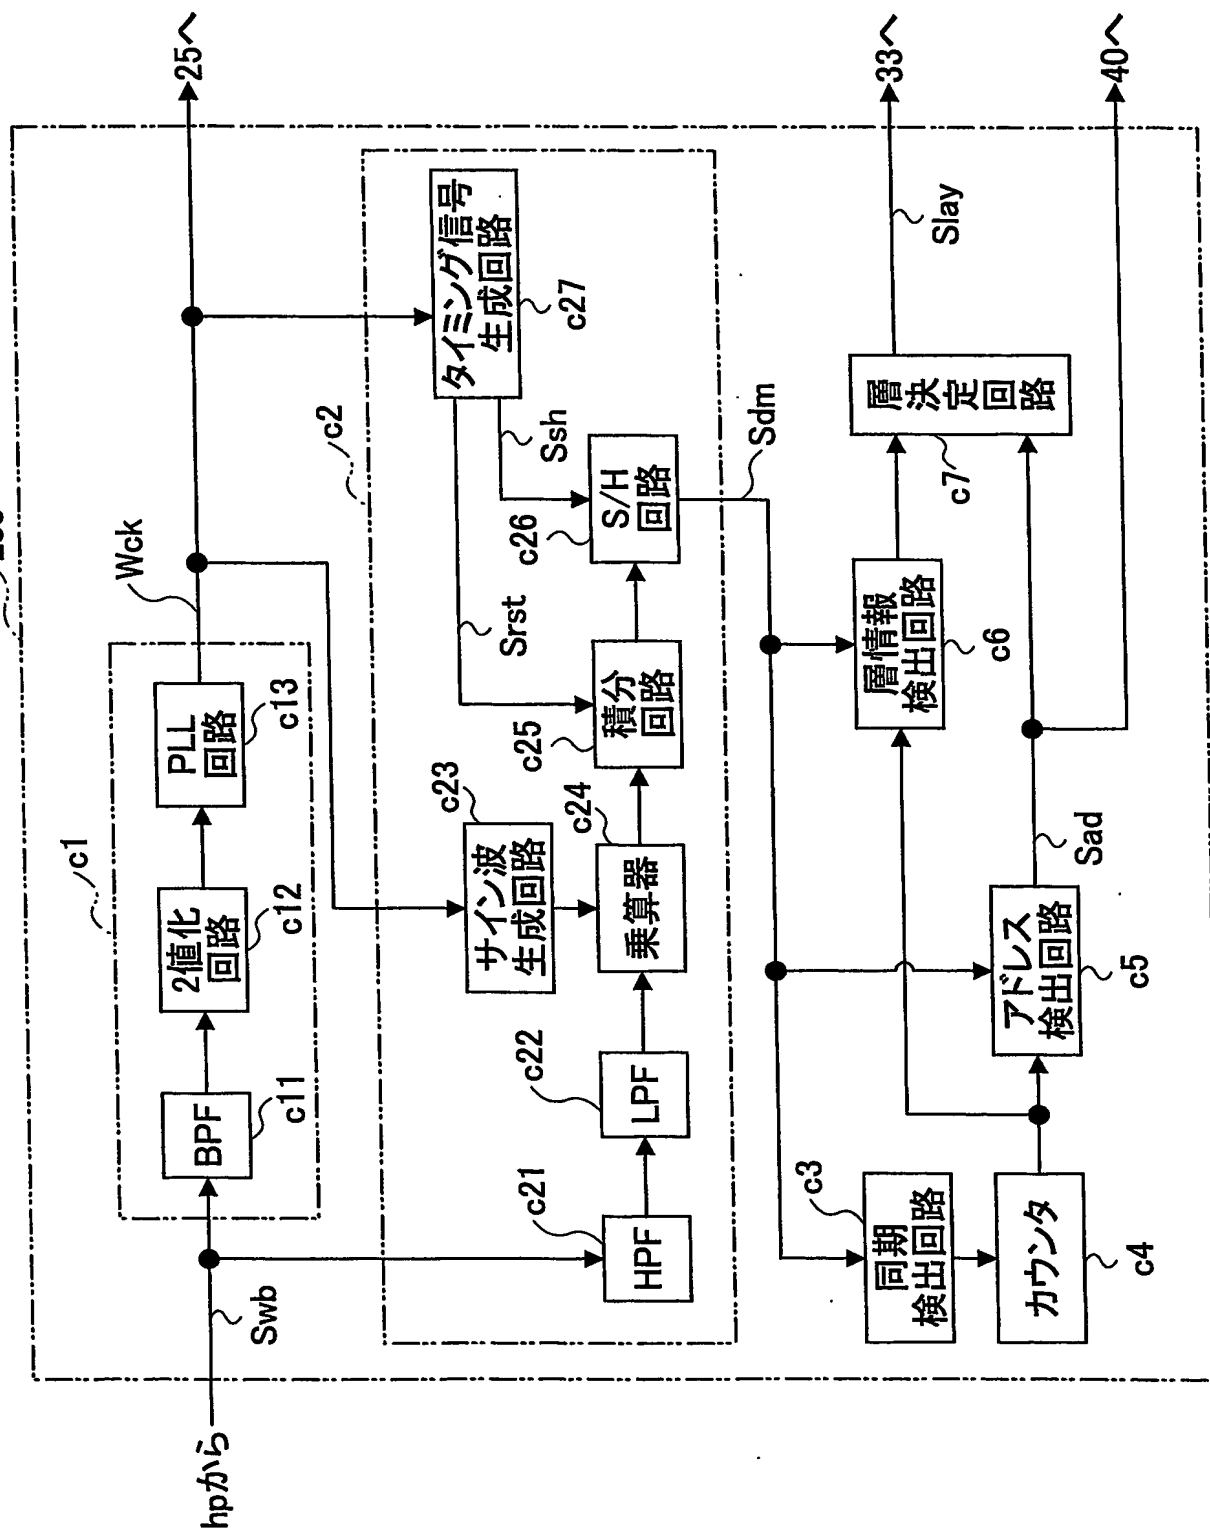 hpから
Swb
c1
BPF
c11
2値化
回路
c12
PLL
回路
c13
Wck
25へ
c2
HPF
c21
LPF
c22
サイン波
生成回路
c23
乗算器
c24
積分
回路
c25
S/H
回路
c26
タイミング信号
生成回路
c27
Srst
Ssh
Sdm
同期
検出回路
c3
カウンタ
c4
アドレス
検出回路
c5
Sad
層情報
検出回路
c6
層決定回路
c7
Slay
33へ
40へ